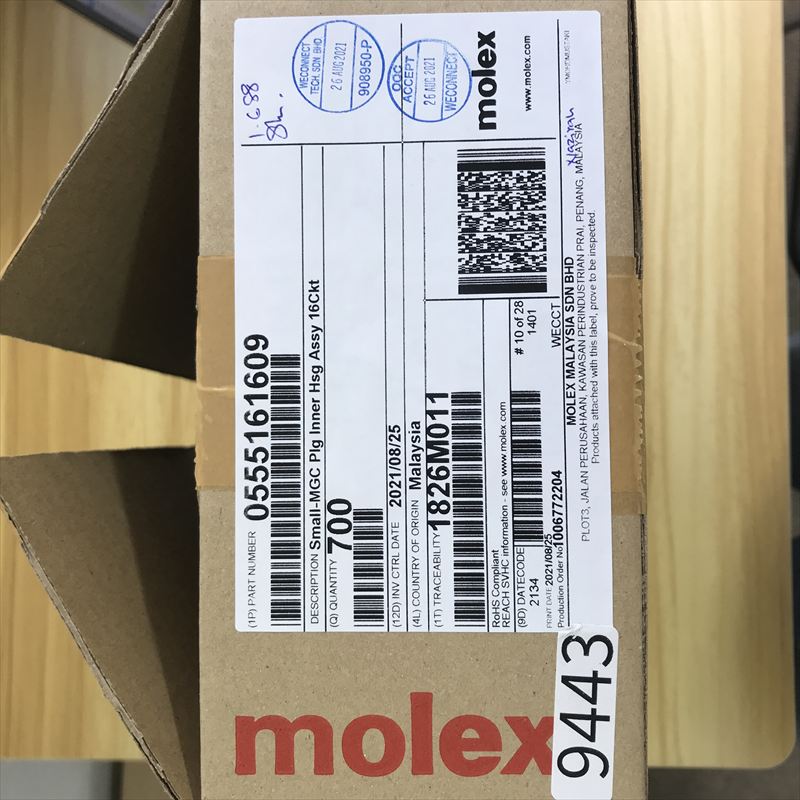 1.688
WECONNECT
TECH. SDN BHD
26 AUG 2021
908950-P
OQC
ACCEPT
26 AUG 2021
WECONNECT
molex
www.molex.com
(1P) PART NUMBER 0555161609
DESCRIPTION Small-MGC Plg Inner Hsg Assy 16Ckt
(Q) QUANTITY 700
(12D) INV CTRL DATE 2021/08/25
(4L) COUNTRY OF ORIGIN Malaysia
(1T) TRACEABILITY 1826M011
RoHS Compliant
REACH SVHC information - see www.molex.com
(9D) DATECODE
2134
# 10 of 28
1401
PRINT DATE 2021/08/25
Production Order No 1006772204
WECCT
MOLEX MALAYSIA SDN BHD
PLOT3, JALAN PERUSAHAAN, KAWASAN PERINDUSTRIAN PRAI, PENANG, MALAYSIA
Products attached with this label, prove to be inspected.
Nazirah
molex
9443